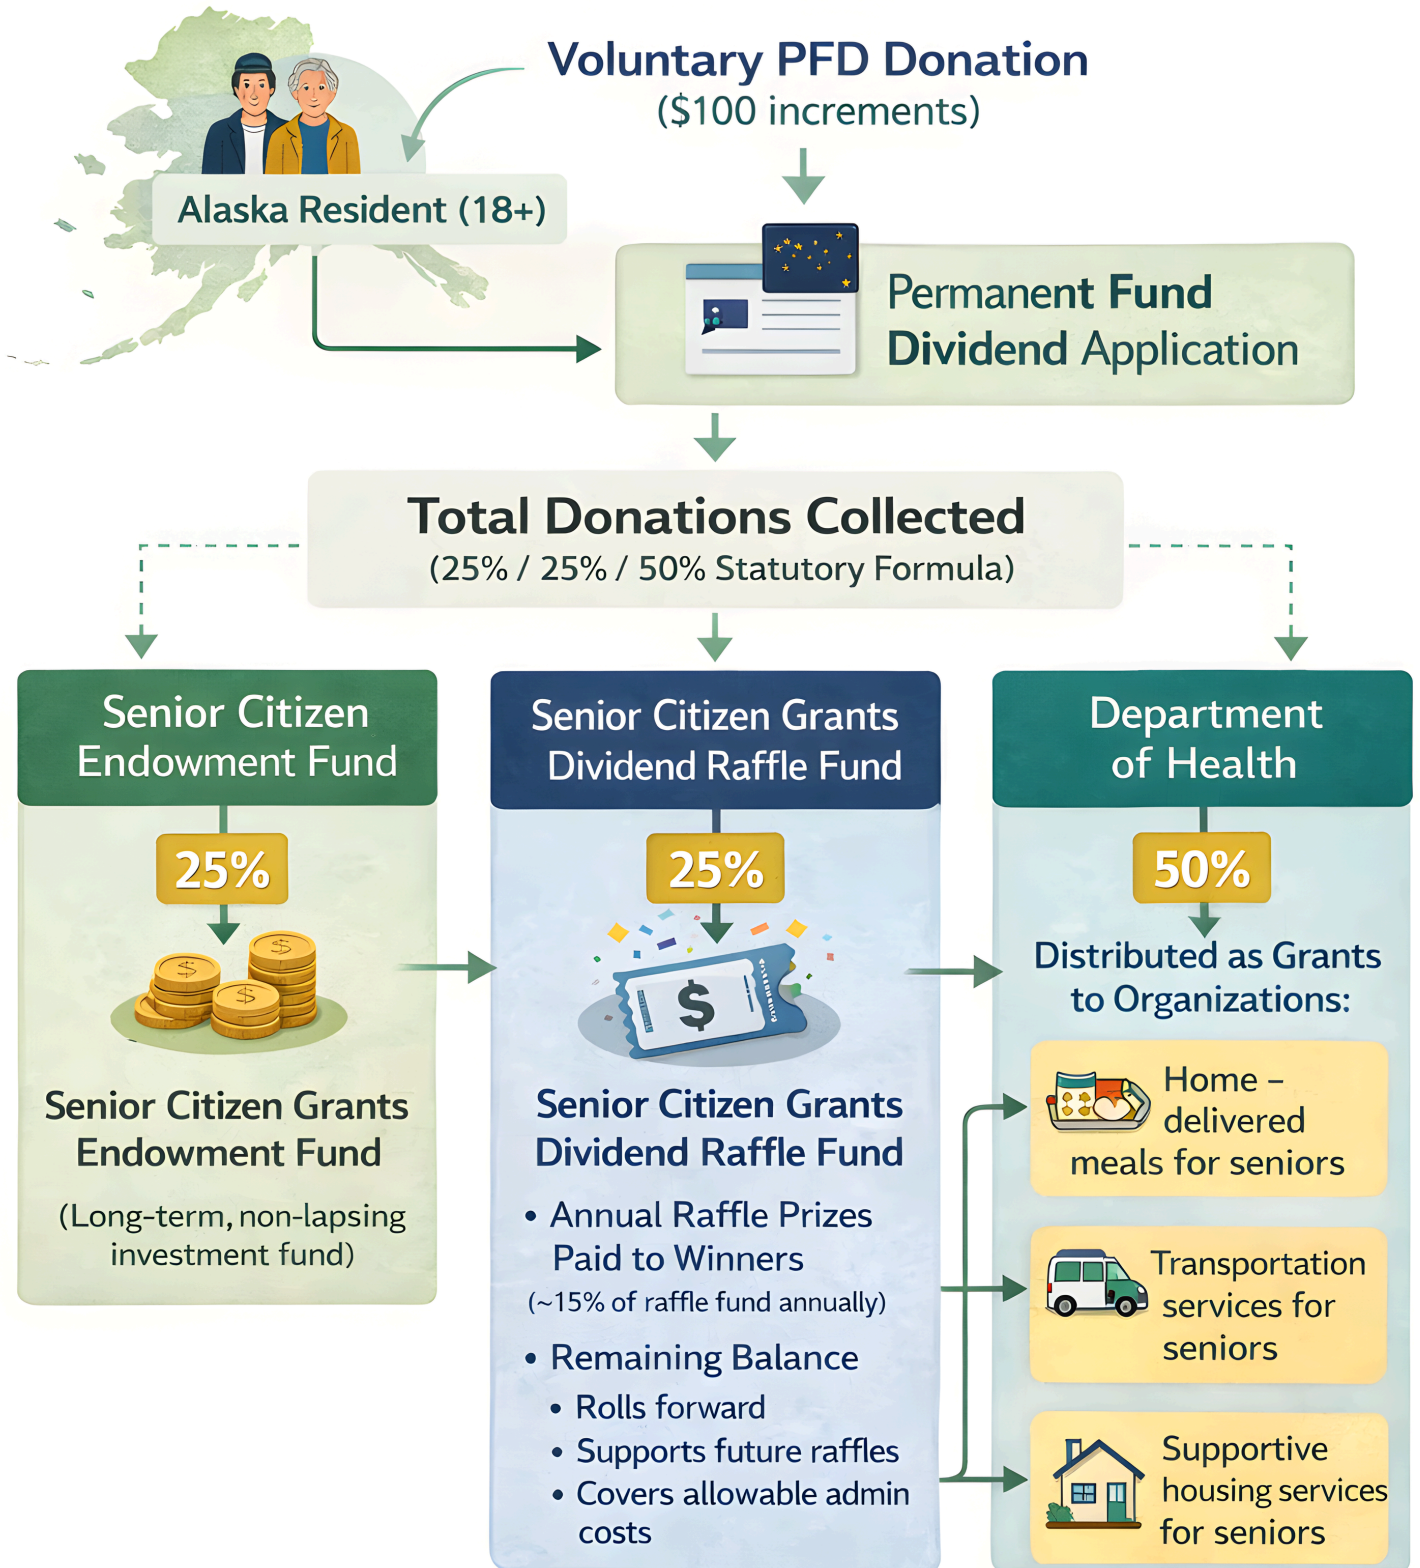 Voluntary PFD Donation
($100 increments)
Alaska Resident (18+)
Permanent Fund
Dividend Application
Total Donations Collected
(25% / 25% / 50% Statutory Formula)
Senior Citizen
Endowment Fund
25%
Senior Citizen Grants
Endowment Fund
(Long-term, non-lapsing
investment fund)
Senior Citizen Grants
Dividend Raffle Fund
25%
$
Senior Citizen Grants
Dividend Raffle Fund
• Annual Raffle Prizes
Paid to Winners
(~15% of raffle fund annually)
• Remaining Balance
• Rolls forward
• Supports future raffles
• Covers allowable admin
costs
Department
of Health
50%
Distributed as Grants
to Organizations:
Home –
delivered
meals for seniors
Transportation
services for
seniors
Supportive
housing services
for seniors